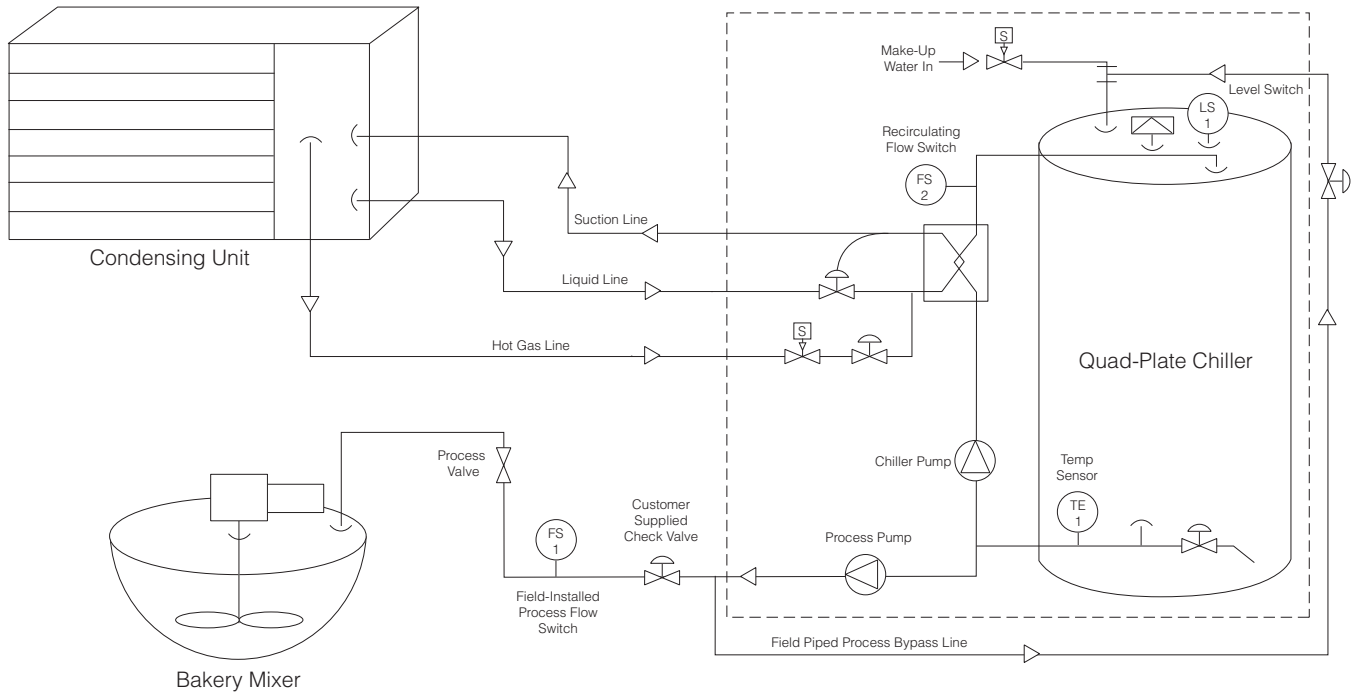 S
Make-Up
Water In
Level Switch
LS
1
Recirculating
Flow Switch
FS
2
Suction Line
Condensing Unit
Liquid Line
S
Hot Gas Line
Quad-Plate Chiller
Process
Valve
Chiller Pump
Temp
Sensor
TE
1
Customer
Supplied
Check Valve
FS
1
Process Pump
Field-Installed
Process Flow
Switch
Field Piped Process Bypass Line
Bakery Mixer